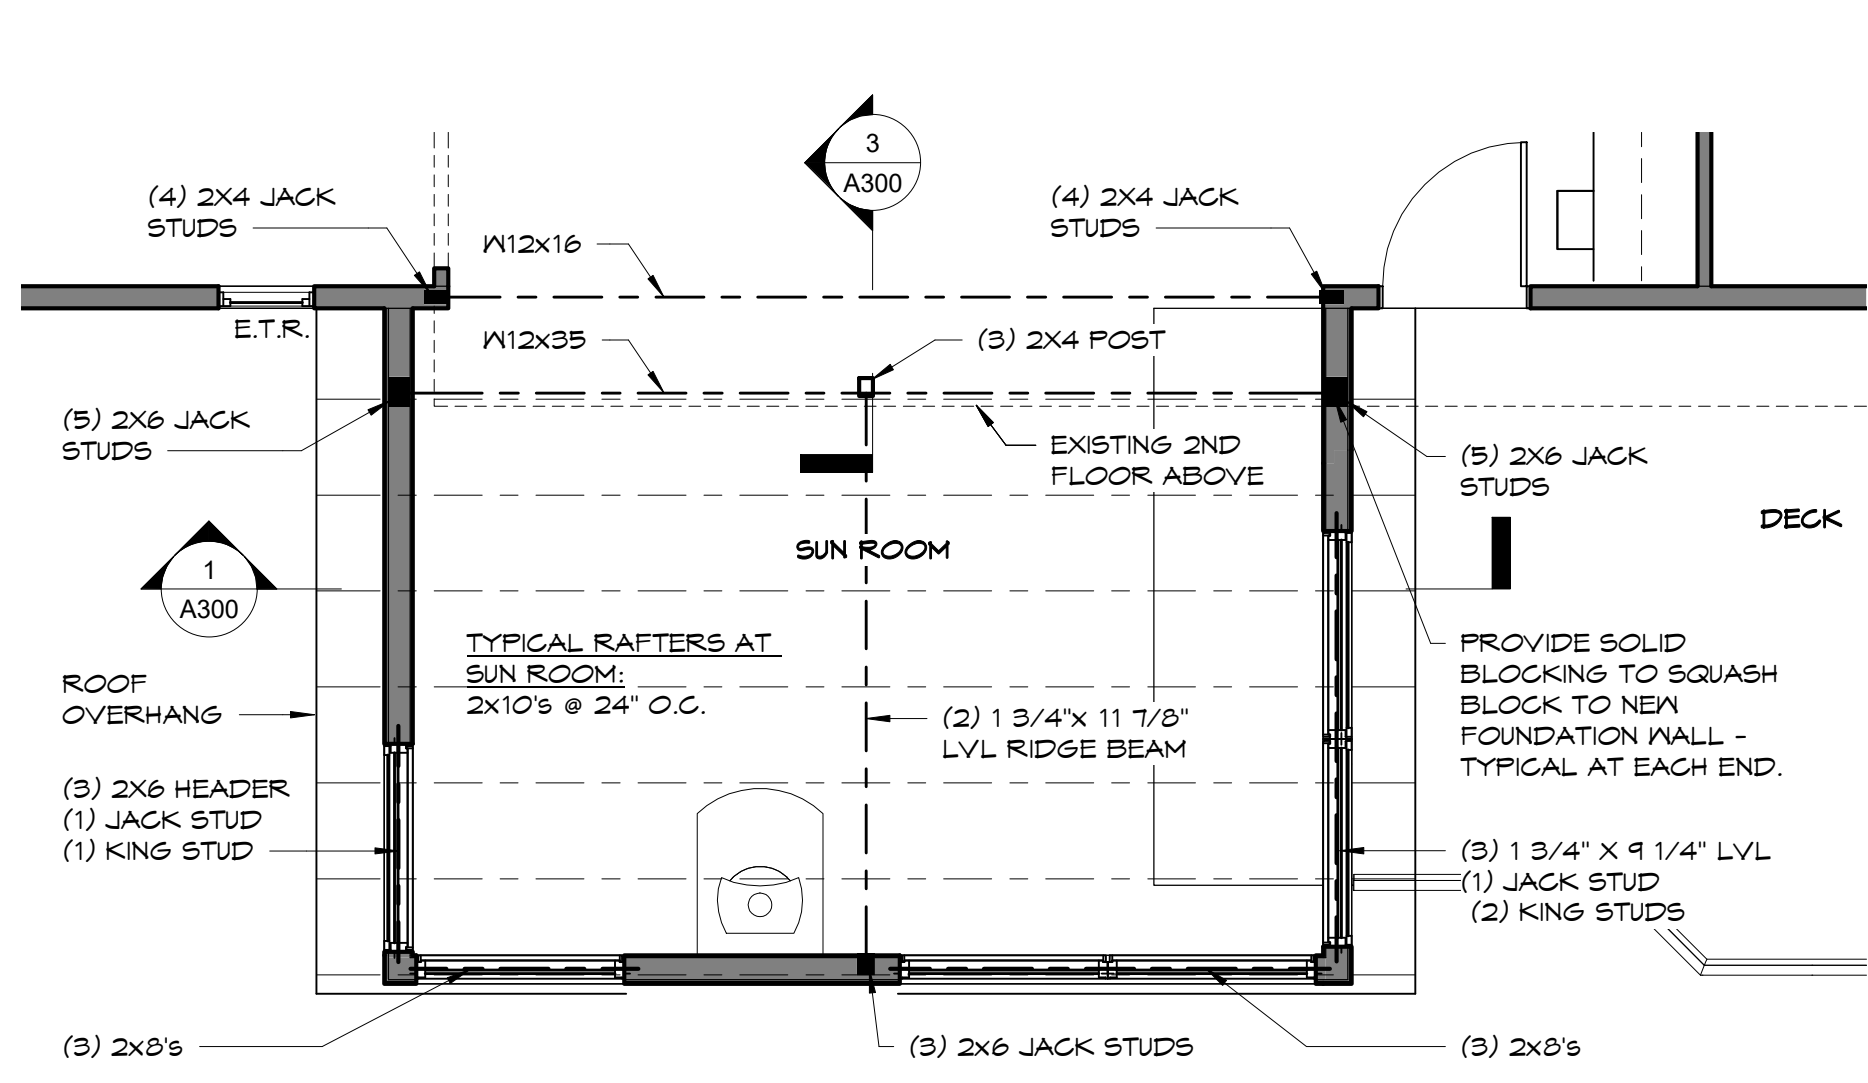 3
A300
(4) 2X4 JACK
STUDS
(4) 2X4 JACK
STUDS
W12x16
E.T.R.
W12x35
(3) 2X4 POST
(5) 2X6 JACK
STUDS
EXISTING 2ND
FLOOR ABOVE
(5) 2X6 JACK
STUDS
DECK
SUN ROOM
1
A300
TYPICAL RAFTERS AT
SUN ROOM:
2x10's @ 24" O.C.
PROVIDE SOLID
BLOCKING TO SQUASH
BLOCK TO NEW
FOUNDATION WALL -
TYPICAL AT EACH END.
ROOF
OVERHANG
(2) 1 3/4"x 11 7/8"
LVL RIDGE BEAM
(3) 2X6 HEADER
(1) JACK STUD
(1) KING STUD
(3) 1 3/4" X 9 1/4" LVL
(1) JACK STUD
(2) KING STUDS
(3) 2x8's
(3) 2x6 JACK STUDS
(3) 2x8's